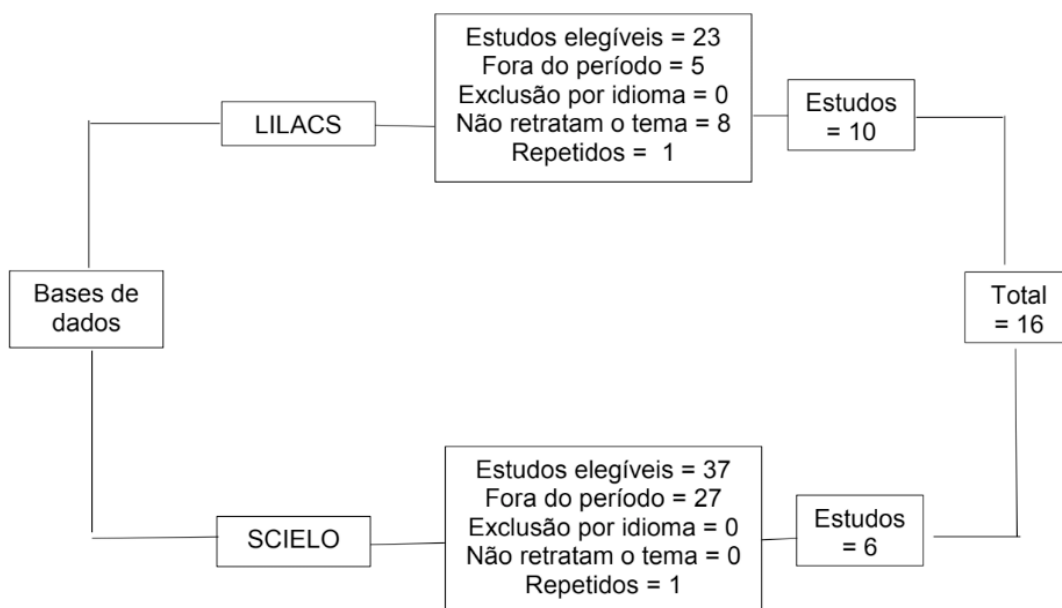 Bases de
dados
LILACS
Estudos elegíveis = 23
Fora do período = 5
Exclusão por idioma = 0
Não retratam o tema = 8
Repetidos = 1
Estudos
= 10
SCIELO
Estudos elegíveis = 37
Fora do período = 27
Exclusão por idioma = 0
Não retratam o tema = 0
Repetidos = 1
Estudos
= 6
Total
= 16